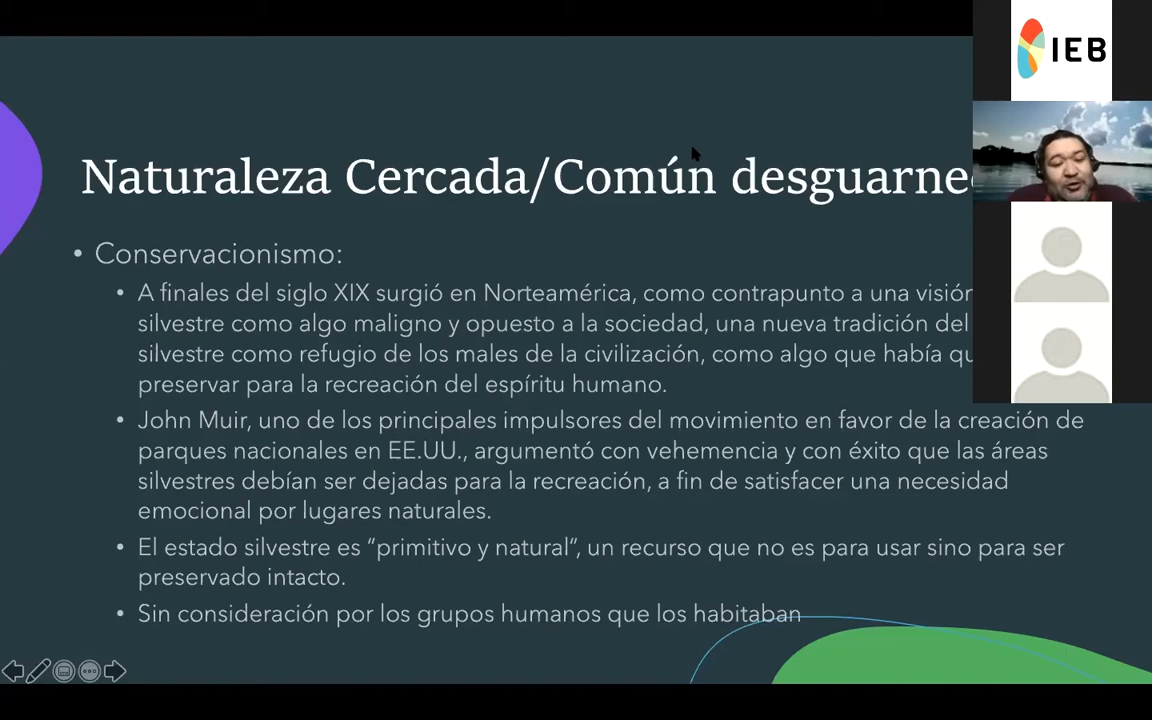 IEB
Naturaleza Cercada/Común
• Conservacionismo:
• A finales del siglo XIX surgió en Norteamérica, como contrapunto a una visión
silvestre como algo maligno y opuesto a la sociedad, una nueva tradición del
silvestre como refugio de los males de la civilización, como algo que había
preservar para la recreación del espíritu humano.
• John Muir, uno de los principales impulsores del movimiento en favor de la creación de
parques nacionales en EE.UU., argumentó con vehemencia y con éxito que las áreas
silvestres debían ser dejadas para la recreación, a fin de satisfacer una necesidad
emocional por lugares naturales.
• El estado silvestre es “primitivo y natural”, un recurso que no es para usar sino para ser
preservado intacto.
• Sin consideración por los grupos humanos que los habitaban